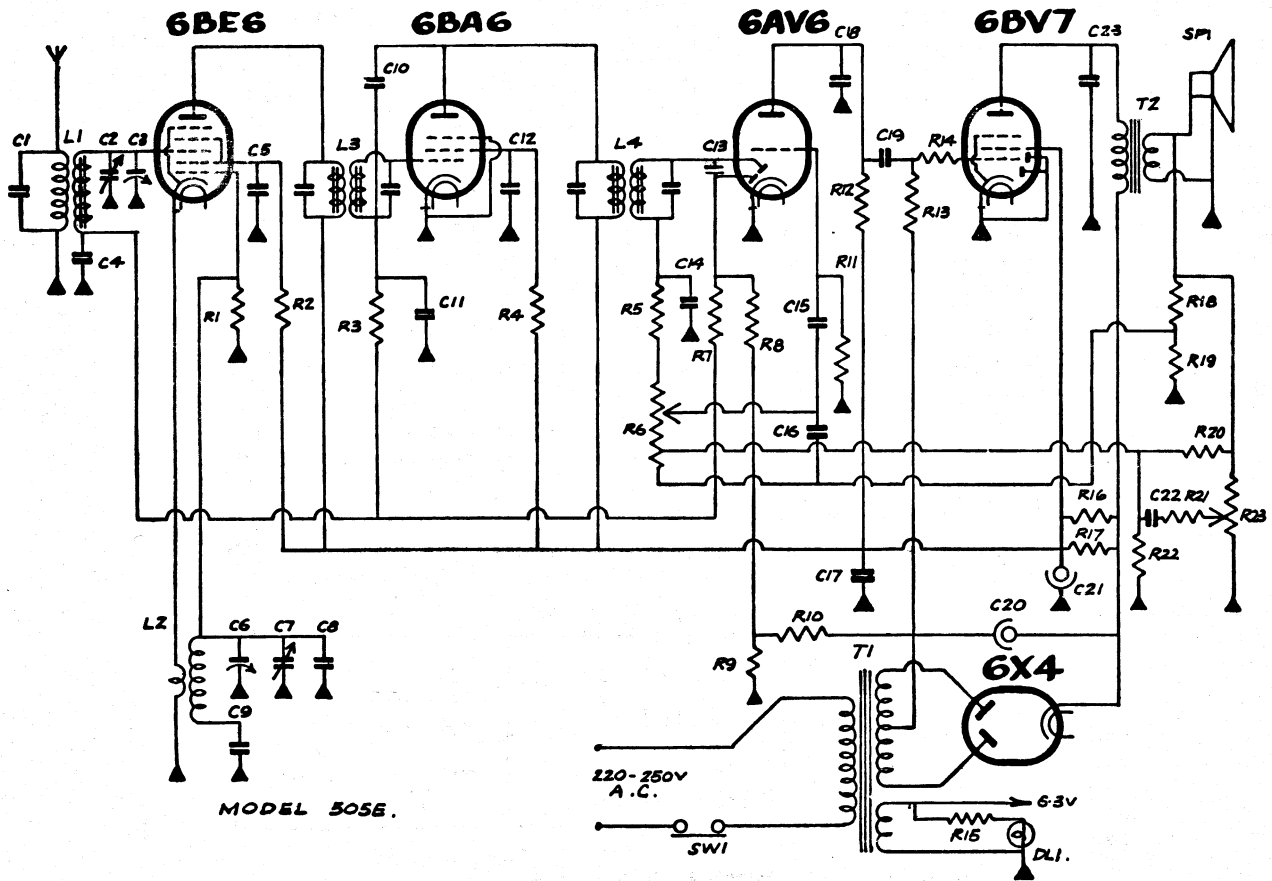 6BE6
6BA6
6AV6
6BV7
C18
C23
SP1
C10
T2
C1
L1
C2
C3
C5
L3
C12
L4
C13
C19
R14
R12
R13
C4
R11
C14
C11
R1
R2
R3
R4
R5
R7
R8
C15
R18
R19
R6
C16
R20
R16
C22
R21
R23
R17
R22
C17
C21
C20
L2
C6
C7
C8
R10
R9
T1
6X4
C9
220-250V
A.C.
MODEL 505E.
6·3V
R15
SW1
DL1.